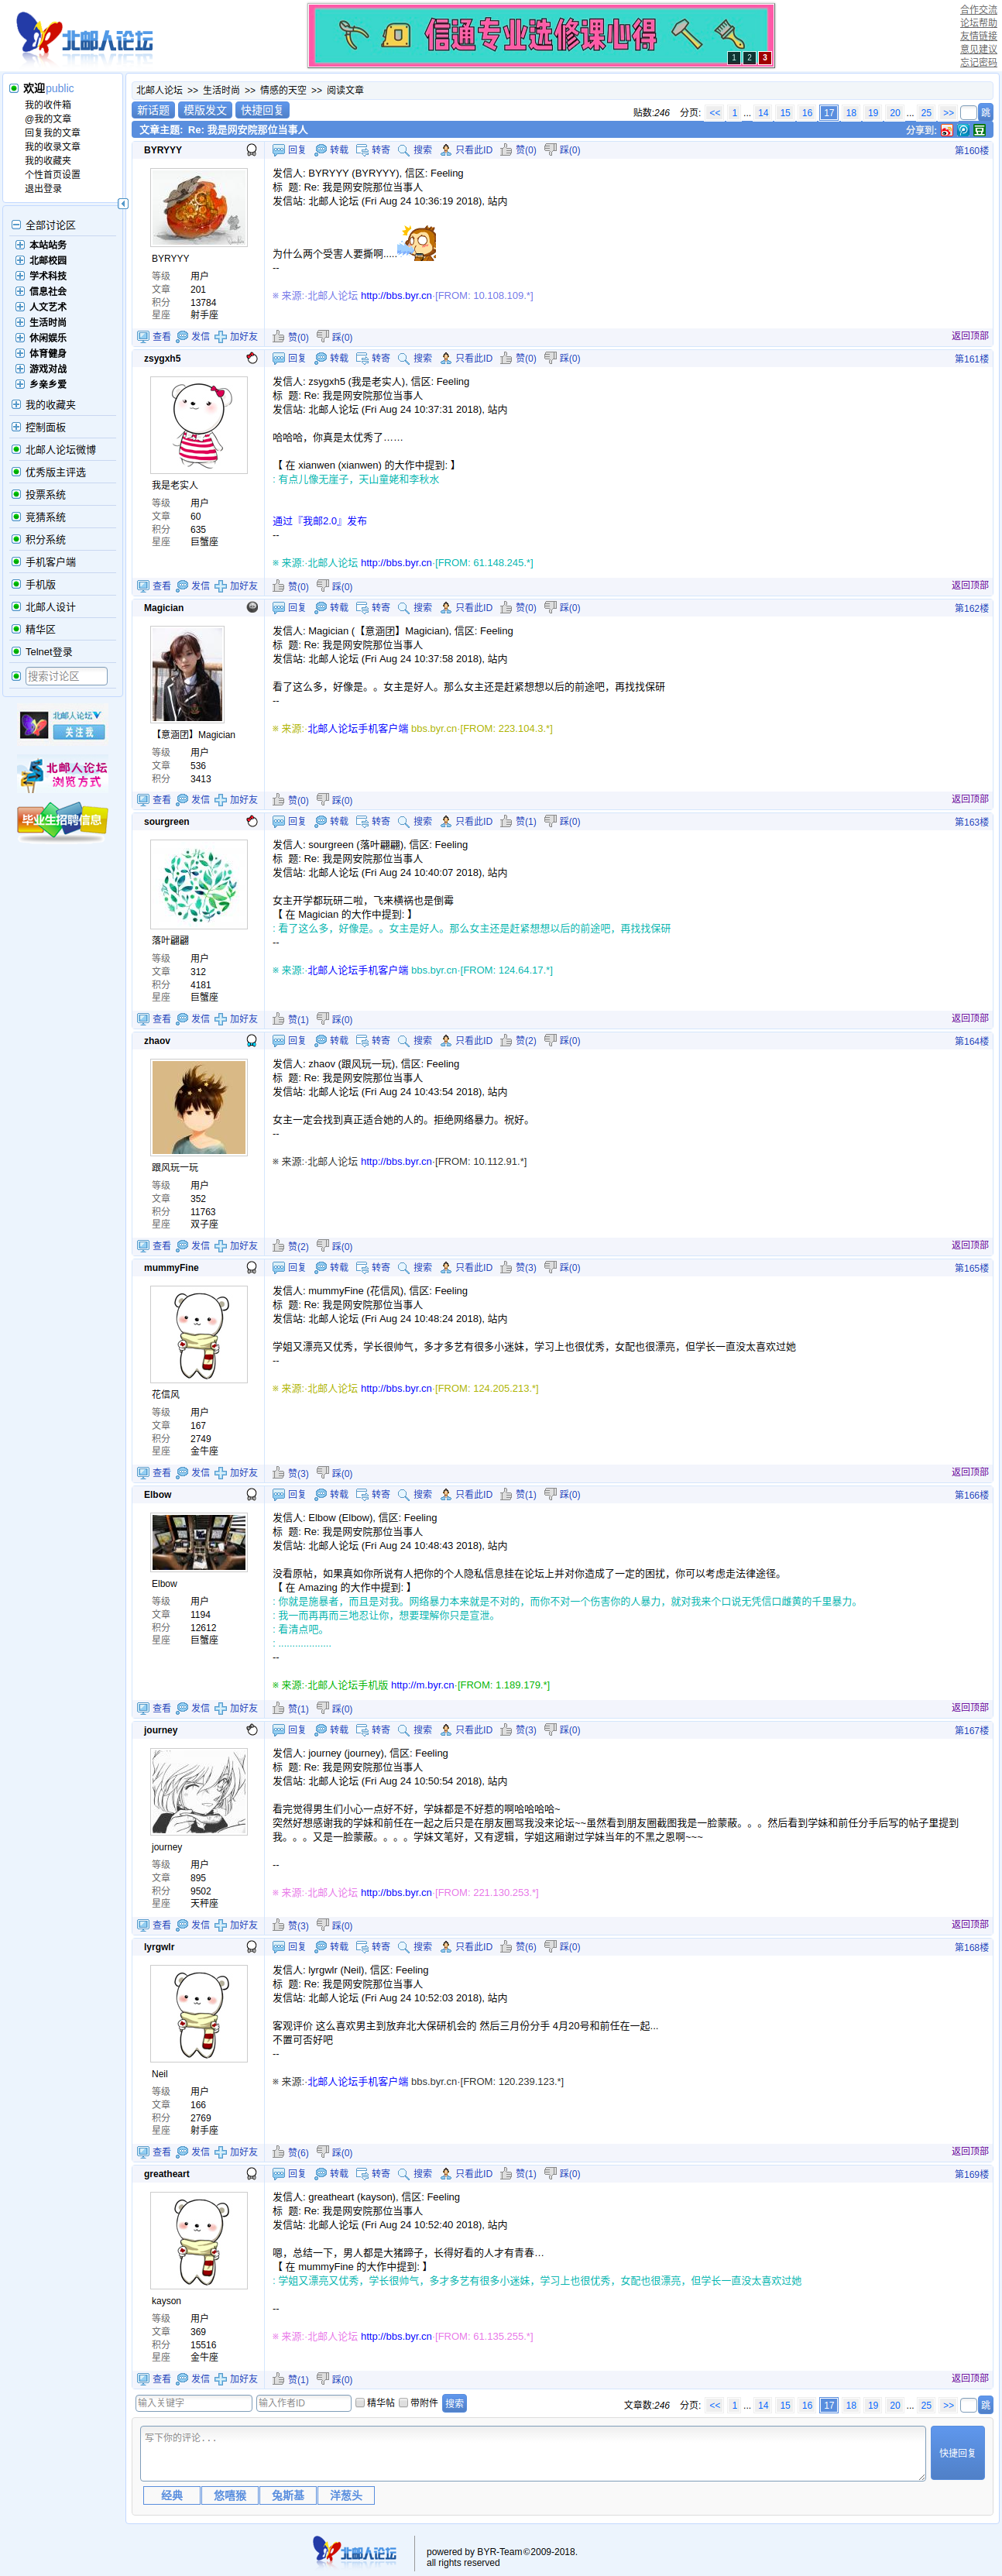 北邮人论坛
信通专业选修课心得
1 2 3
合作交流
论坛帮助
友情链接
意见建议
忘记密码
欢迎public
我的收件箱
@我的文章
回复我的文章
我的收录文章
我的收藏夹
个性首页设置
退出登录
全部讨论区
本站站务
北邮校园
学术科技
信息社会
人文艺术
生活时尚
休闲娱乐
体育健身
游戏对战
乡亲乡爱
我的收藏夹
控制面板
北邮人论坛微博
优秀版主评选
投票系统
竞猜系统
积分系统
手机客户端
手机版
北邮人设计
精华区
Telnet登录
搜索讨论区
北邮人论坛
关注我
北邮人论坛
浏览方式
毕业生招聘信息
北邮人论坛 >> 生活时尚 >> 情感的天空 >> 阅读文章
新话题 模版发文 快捷回复
贴数:246 分页: << 1 ... 14 15 16 17 18 19 20 ... 25 >> 跳
文章主题: Re: 我是网安院那位当事人
分享到: 豆
BYRYYY
回复 转载 转寄 搜索 只看此ID 赞(0) 踩(0) 第160楼
BYRYYY
等级 用户
文章 201
积分 13784
星座 射手座
发信人: BYRYYY (BYRYYY), 信区: Feeling
标 题: Re: 我是网安院那位当事人
发信站: 北邮人论坛 (Fri Aug 24 10:36:19 2018), 站内
为什么两个受害人要撕啊.....
--
※ 来源:·北邮人论坛 http://bbs.byr.cn·[FROM: 10.108.109.*]
查看 发信 加好友 赞(0) 踩(0) 返回顶部
zsygxh5
回复 转载 转寄 搜索 只看此ID 赞(0) 踩(0) 第161楼
我是老实人
等级 用户
文章 60
积分 635
星座 巨蟹座
发信人: zsygxh5 (我是老实人), 信区: Feeling
标 题: Re: 我是网安院那位当事人
发信站: 北邮人论坛 (Fri Aug 24 10:37:31 2018), 站内
哈哈哈，你真是太优秀了……
【 在 xianwen (xianwen) 的大作中提到: 】
: 有点儿像无崖子，天山童姥和李秋水
通过『我邮2.0』发布
--
※ 来源:·北邮人论坛 http://bbs.byr.cn·[FROM: 61.148.245.*]
查看 发信 加好友 赞(0) 踩(0) 返回顶部
Magician
回复 转载 转寄 搜索 只看此ID 赞(0) 踩(0) 第162楼
【意涵团】Magician
等级 用户
文章 536
积分 3413
发信人: Magician (【意涵团】Magician), 信区: Feeling
标 题: Re: 我是网安院那位当事人
发信站: 北邮人论坛 (Fri Aug 24 10:37:58 2018), 站内
看了这么多，好像是。。女主是好人。那么女主还是赶紧想想以后的前途吧，再找找保研
--
※ 来源:·北邮人论坛手机客户端 bbs.byr.cn·[FROM: 223.104.3.*]
查看 发信 加好友 赞(0) 踩(0) 返回顶部
sourgreen
回复 转载 转寄 搜索 只看此ID 赞(1) 踩(0) 第163楼
落叶翩翩
等级 用户
文章 312
积分 4181
星座 巨蟹座
发信人: sourgreen (落叶翩翩), 信区: Feeling
标 题: Re: 我是网安院那位当事人
发信站: 北邮人论坛 (Fri Aug 24 10:40:07 2018), 站内
女主开学都玩研二啦，飞来横祸也是倒霉
【 在 Magician 的大作中提到: 】
: 看了这么多，好像是。。女主是好人。那么女主还是赶紧想想以后的前途吧，再找找保研
--
※ 来源:·北邮人论坛手机客户端 bbs.byr.cn·[FROM: 124.64.17.*]
查看 发信 加好友 赞(1) 踩(0) 返回顶部
zhaov
回复 转载 转寄 搜索 只看此ID 赞(2) 踩(0) 第164楼
跟风玩一玩
等级 用户
文章 352
积分 11763
星座 双子座
发信人: zhaov (跟风玩一玩), 信区: Feeling
标 题: Re: 我是网安院那位当事人
发信站: 北邮人论坛 (Fri Aug 24 10:43:54 2018), 站内
女主一定会找到真正适合她的人的。拒绝网络暴力。祝好。
--
※ 来源:·北邮人论坛 http://bbs.byr.cn·[FROM: 10.112.91.*]
查看 发信 加好友 赞(2) 踩(0) 返回顶部
mummyFine
回复 转载 转寄 搜索 只看此ID 赞(3) 踩(0) 第165楼
花信风
等级 用户
文章 167
积分 2749
星座 金牛座
发信人: mummyFine (花信风), 信区: Feeling
标 题: Re: 我是网安院那位当事人
发信站: 北邮人论坛 (Fri Aug 24 10:48:24 2018), 站内
学姐又漂亮又优秀，学长很帅气，多才多艺有很多小迷妹，学习上也很优秀，女配也很漂亮，但学长一直没太喜欢过她
--
※ 来源:·北邮人论坛 http://bbs.byr.cn·[FROM: 124.205.213.*]
查看 发信 加好友 赞(3) 踩(0) 返回顶部
Elbow
回复 转载 转寄 搜索 只看此ID 赞(1) 踩(0) 第166楼
Elbow
等级 用户
文章 1194
积分 12612
星座 巨蟹座
发信人: Elbow (Elbow), 信区: Feeling
标 题: Re: 我是网安院那位当事人
发信站: 北邮人论坛 (Fri Aug 24 10:48:43 2018), 站内
没看原帖，如果真如你所说有人把你的个人隐私信息挂在论坛上并对你造成了一定的困扰，你可以考虑走法律途径。
【 在 Amazing 的大作中提到: 】
: 你就是施暴者，而且是对我。网络暴力本来就是不对的，而你不对一个伤害你的人暴力，就对我来个口说无凭信口雌黄的千里暴力。
: 我一而再再而三地忍让你，想要理解你只是宣泄。
: 看清点吧。
: ...................
--
※ 来源:·北邮人论坛手机版 http://m.byr.cn·[FROM: 1.189.179.*]
查看 发信 加好友 赞(1) 踩(0) 返回顶部
journey
回复 转载 转寄 搜索 只看此ID 赞(3) 踩(0) 第167楼
journey
等级 用户
文章 895
积分 9502
星座 天秤座
发信人: journey (journey), 信区: Feeling
标 题: Re: 我是网安院那位当事人
发信站: 北邮人论坛 (Fri Aug 24 10:50:54 2018), 站内
看完觉得男生们小心一点好不好，学妹都是不好惹的啊哈哈哈哈~
突然好想感谢我的学妹和前任在一起之后只是在朋友圈骂我没来论坛~~虽然看到朋友圈截图我是一脸蒙蔽。。。然后看到学妹和前任分手后写的帖子里提到
我。。。又是一脸蒙蔽。。。。学妹文笔好，又有逻辑，学姐这厢谢过学妹当年的不黑之恩啊~~~
--
※ 来源:·北邮人论坛 http://bbs.byr.cn·[FROM: 221.130.253.*]
查看 发信 加好友 赞(3) 踩(0) 返回顶部
lyrgwlr
回复 转载 转寄 搜索 只看此ID 赞(6) 踩(0) 第168楼
Neil
等级 用户
文章 166
积分 2769
星座 射手座
发信人: lyrgwlr (Neil), 信区: Feeling
标 题: Re: 我是网安院那位当事人
发信站: 北邮人论坛 (Fri Aug 24 10:52:03 2018), 站内
客观评价 这么喜欢男主到放弃北大保研机会的 然后三月份分手 4月20号和前任在一起...
不置可否好吧
--
※ 来源:·北邮人论坛手机客户端 bbs.byr.cn·[FROM: 120.239.123.*]
查看 发信 加好友 赞(6) 踩(0) 返回顶部
greatheart
回复 转载 转寄 搜索 只看此ID 赞(1) 踩(0) 第169楼
kayson
等级 用户
文章 369
积分 15516
星座 金牛座
发信人: greatheart (kayson), 信区: Feeling
标 题: Re: 我是网安院那位当事人
发信站: 北邮人论坛 (Fri Aug 24 10:52:40 2018), 站内
嗯，总结一下，男人都是大猪蹄子，长得好看的人才有青春…
【 在 mummyFine 的大作中提到: 】
: 学姐又漂亮又优秀，学长很帅气，多才多艺有很多小迷妹，学习上也很优秀，女配也很漂亮，但学长一直没太喜欢过她
--
※ 来源:·北邮人论坛 http://bbs.byr.cn·[FROM: 61.135.255.*]
查看 发信 加好友 赞(1) 踩(0) 返回顶部
输入关键字 输入作者ID 精华帖 带附件 搜索
文章数:246 分页: << 1 ... 14 15 16 17 18 19 20 ... 25 >> 跳
写下你的评论...
快捷回复
经典 悠嘻猴 兔斯基 洋葱头
北邮人论坛
powered by BYR-Team©2009-2018.
all rights reserved